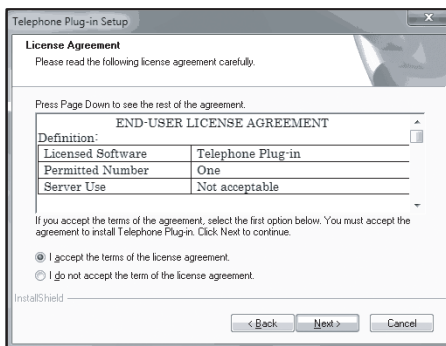 Telephone Plug-in Setup
License Agreement
Please read the following license agreement carefully.
Press Page Down to see the rest of the agreement.
END-USER LICENSE AGREEMENT
Definition:
Licensed Software Telephone Plug-in
Permitted Number One
Server Use Not acceptable
If you accept the terms of the agreement, select the first option below. You must accept the
agreement to install Telephone Plug-in. Click Next to continue.
I accept the terms of the license agreement.
I do not accept the term of the license agreement.
InstallShield
< Back Next > Cancel